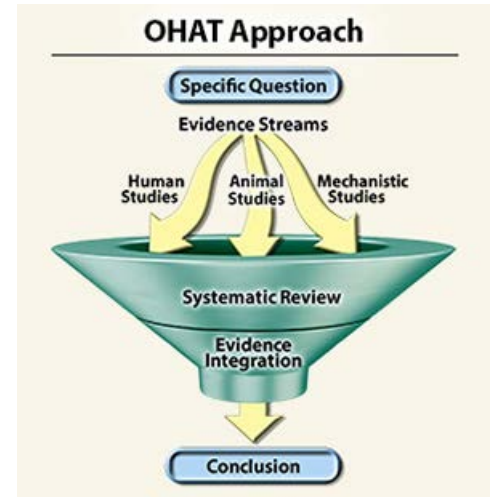 OHAT Approach
Specific Question
Evidence Streams
Human
Studies
Animal
Studies
Mechanistic
Studies
Systematic Review
Evidence
Integration
Conclusion